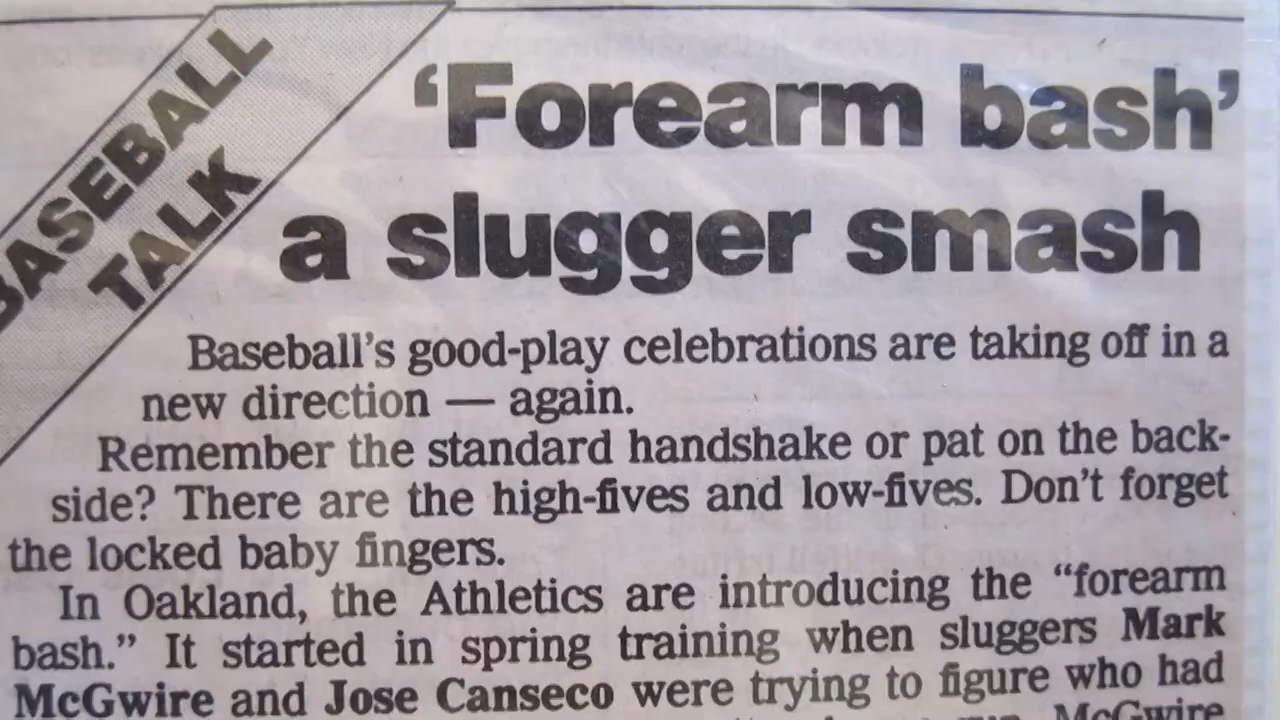 BASEBALL
TALK
‘Forearm bash’
a slugger smash
Baseball’s good-play celebrations are taking off in a
new direction — again.
Remember the standard handshake or pat on the back-
side? There are the high-fives and low-fives. Don’t forget
the locked baby fingers.
In Oakland, the Athletics are introducing the “forearm
bash.” It started in spring training when sluggers Mark
McGwire and Jose Canseco were trying to figure who had
McGwire